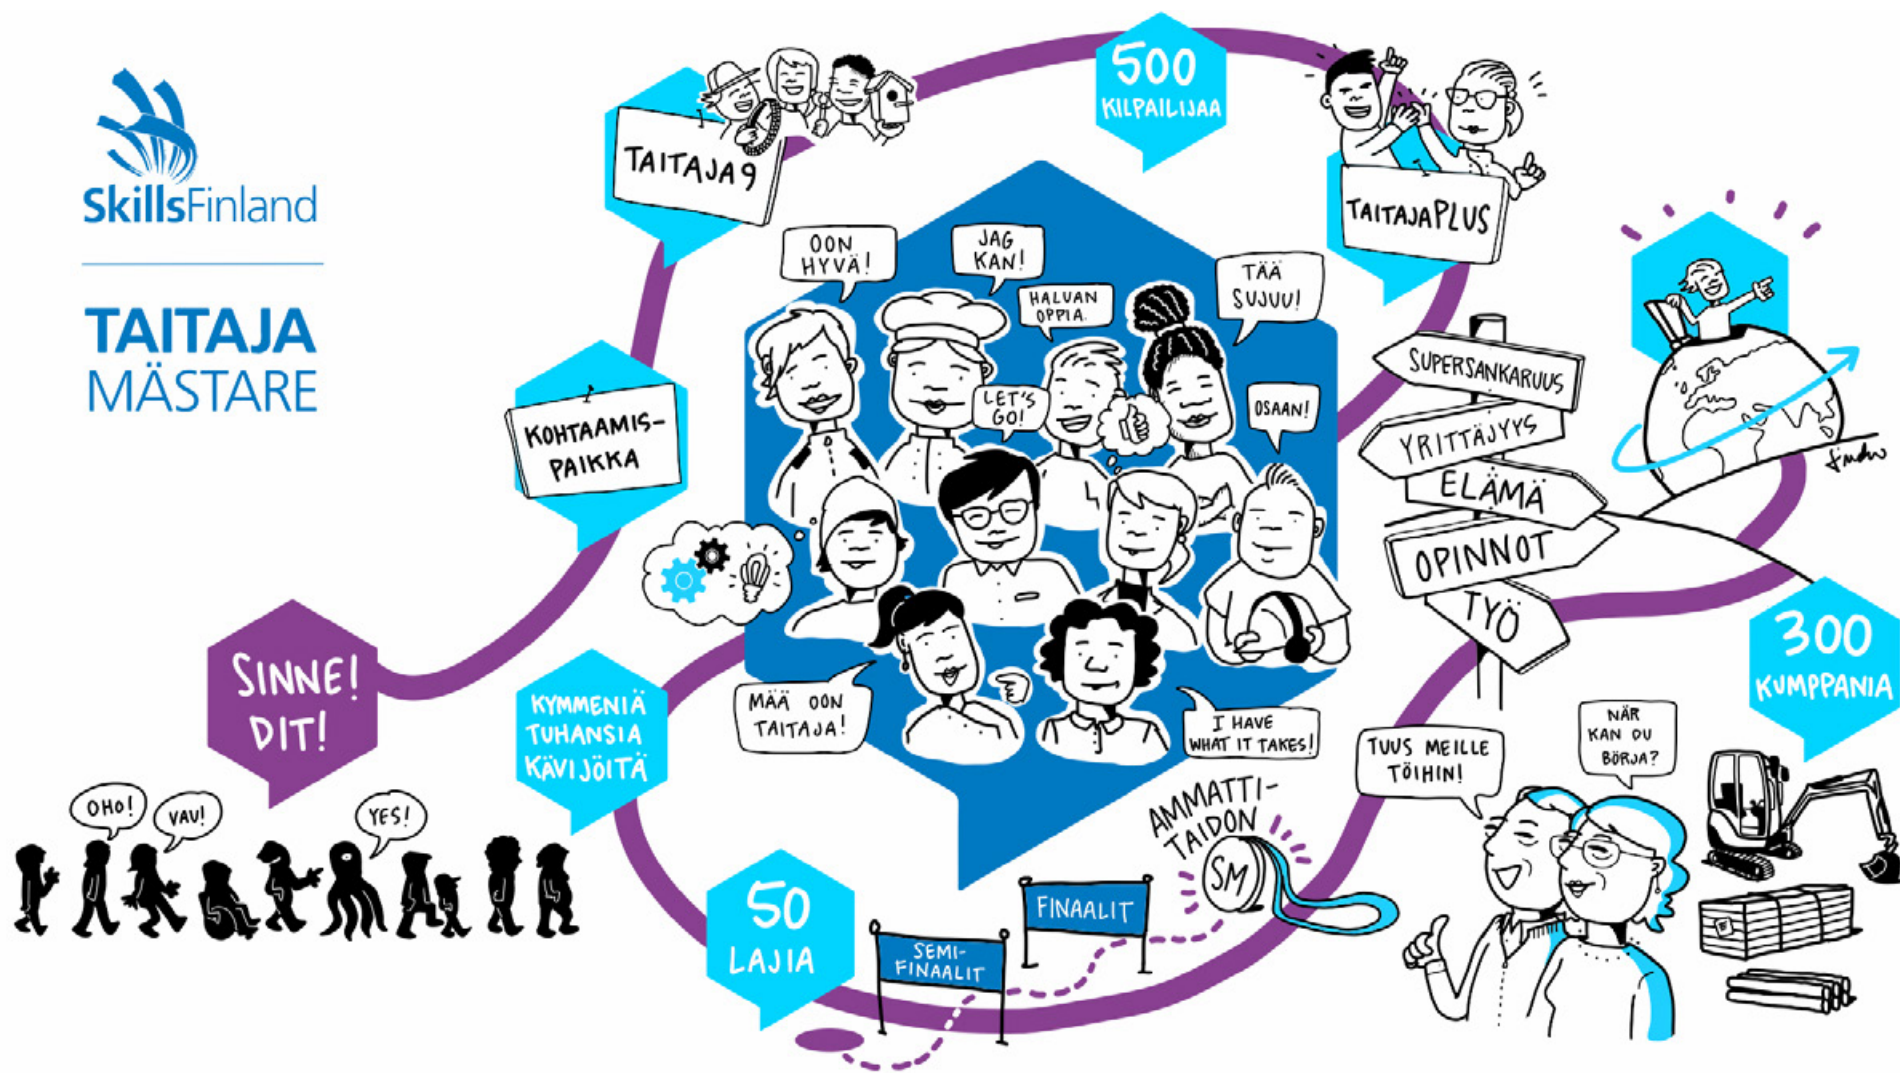 SkillsFinland
TAITAJA
MÄSTARE
SINNE!
DIT!
OHO!
VAU!
YES!
KOHTAAMIS-
PAIKKA
TAITAJA9
500
KILPAILIJAA
TAITAJAPLUS
OON
HYVÄ!
JAG
KAN!
HALUAN
OPPIA.
TÄÄ
SUJUU!
LET'S
GO!
OSAAN!
MÄÄ OON
TAITAJA!
I HAVE
WHAT IT TAKES!
KYMMENIÄ
TUHANSIA
KÄVIJÖITÄ
50
LAJIA
SEMI-
FINAALIT
FINAALIT
AMMATTI-
TAIDON
SM
SUPERSANKARUUS
YRITTÄJYYS
ELÄMÄ
OPINNOT
TYÖ
300
KUMPPANIA
TUUS MEILLE
TÖIHIN!
NÄR
KAN DU
BÖRJA?